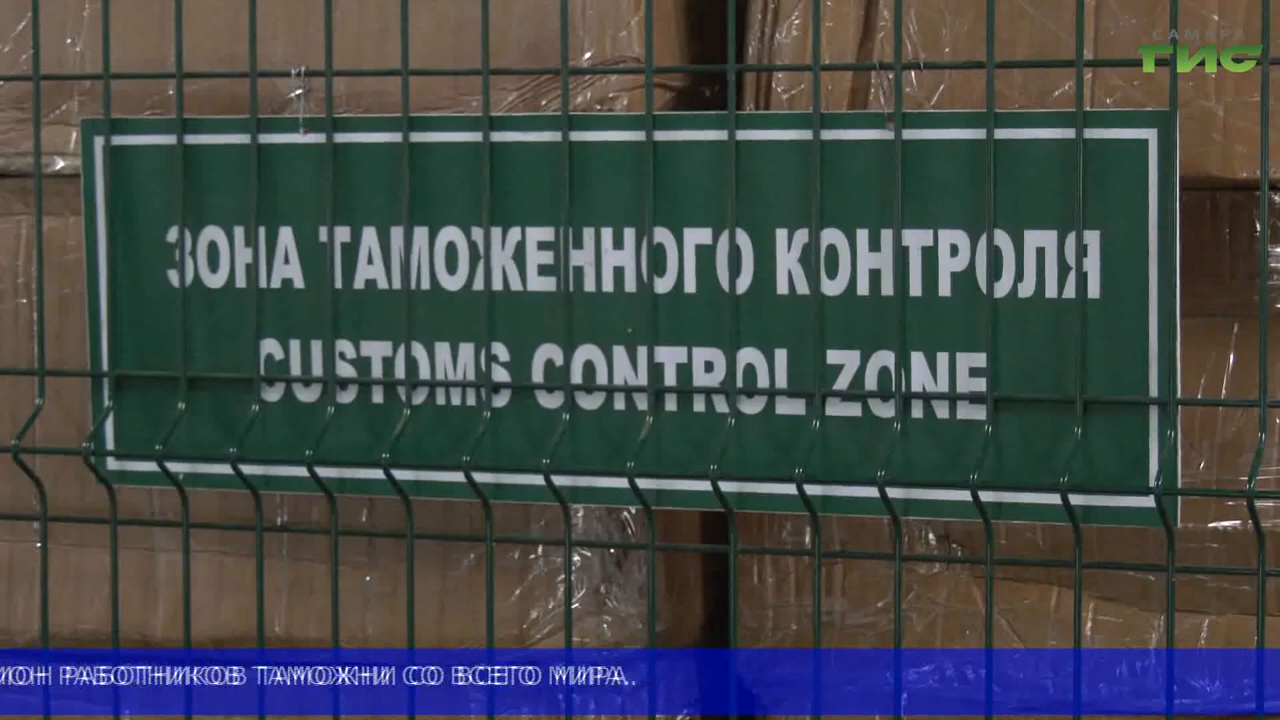 САМАРА
ГИС
ЗОНА ТАМОЖЕННОГО КОНТРОЛЯ
CUSTOMS CONTROL ZONE
РАБОТНИКОВ ТАМОЖНИ СО ВСЕГО МИРА.